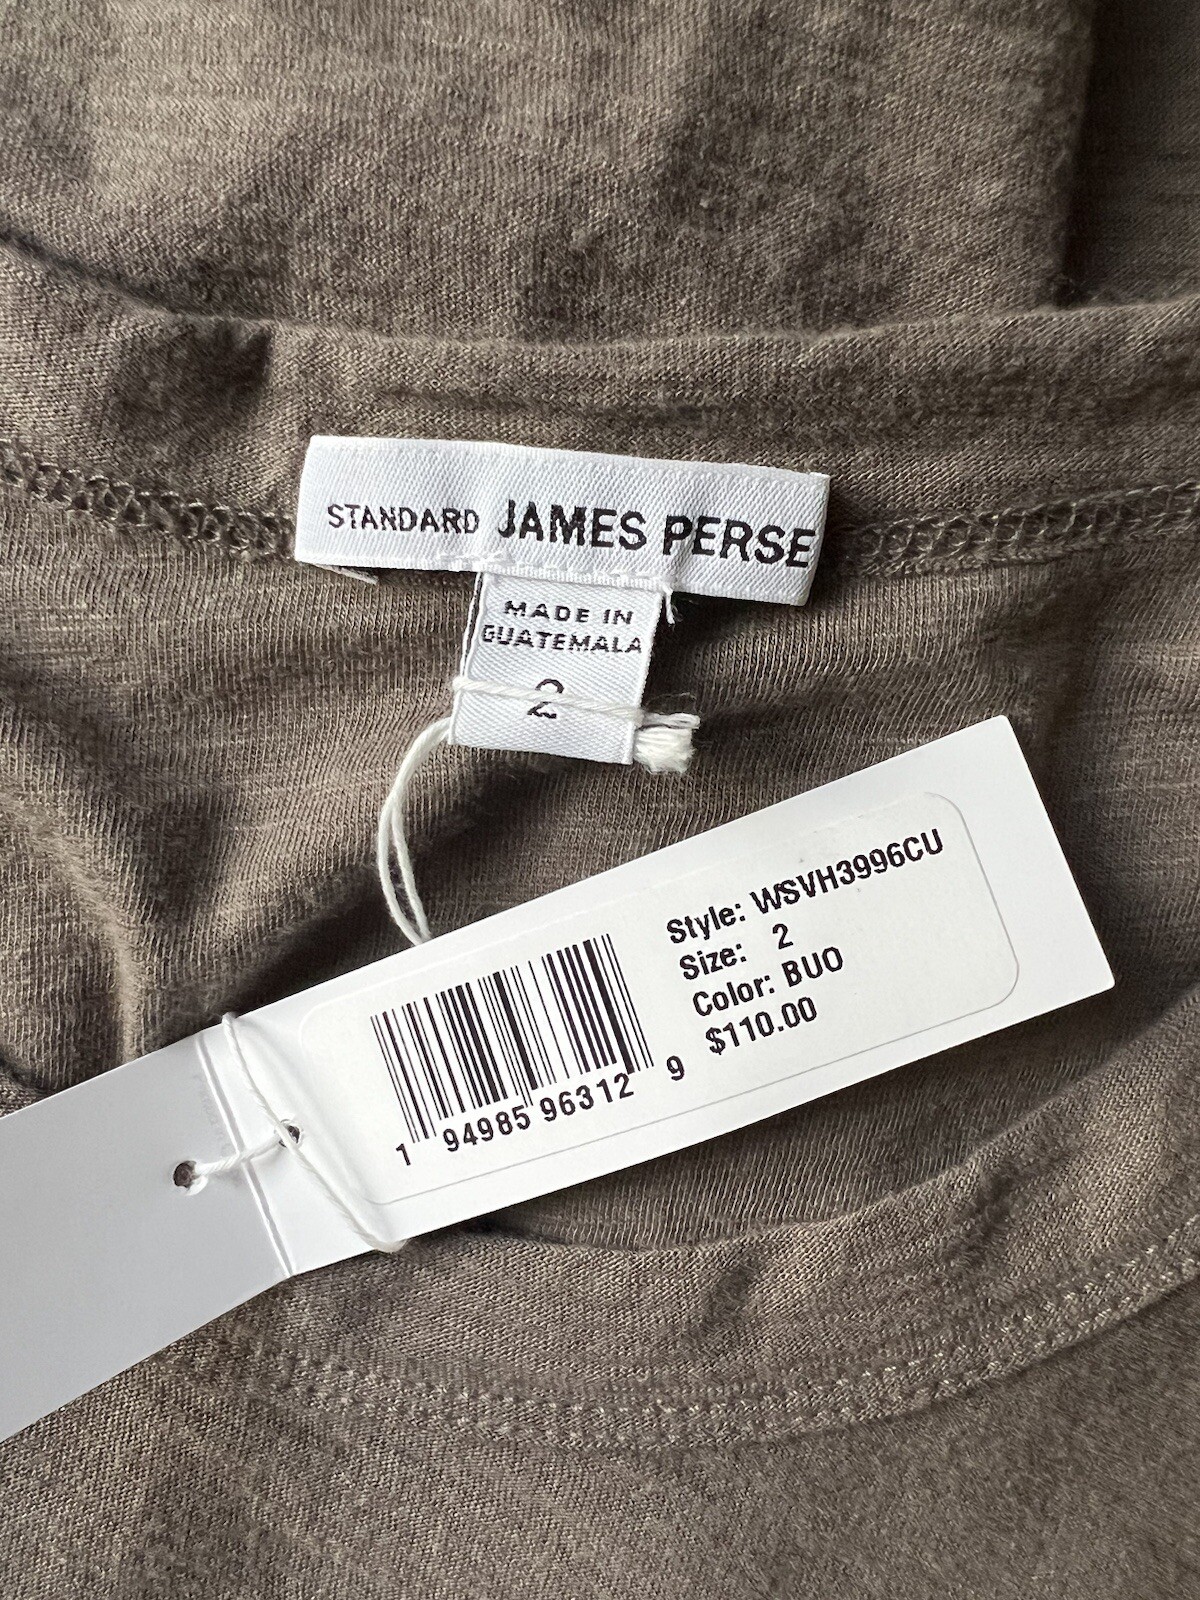 STANDARD JAMES PERSE
MADE IN
GUATEMALA
2
Style: WSVH3996CU
Size: 2
Color: BUO
$110.00
1 94985 96312 9